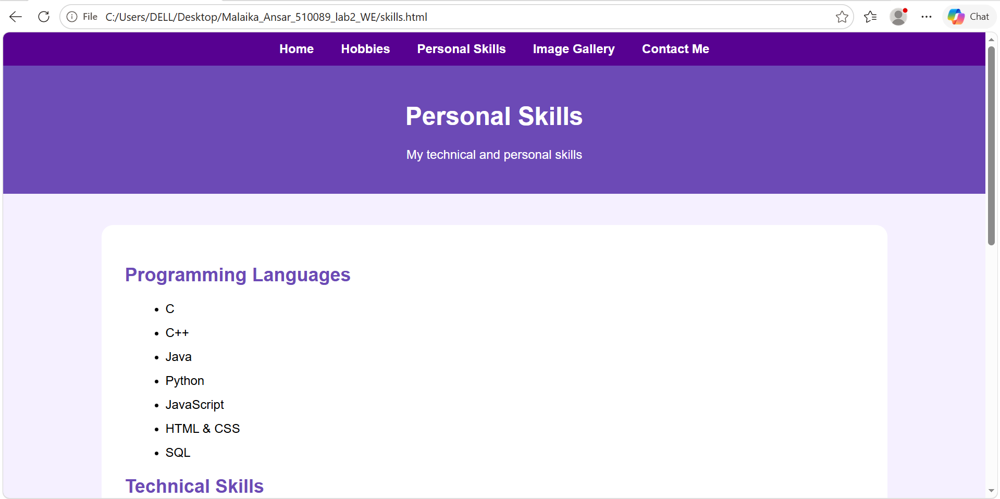 File C:/Users/DELL/Desktop/Malaika_Ansar_510089_lab2_WE/skills.html
Chat
Home Hobbies Personal Skills Image Gallery Contact Me
Personal Skills
My technical and personal skills
Programming Languages
C
C++
Java
Python
JavaScript
HTML & CSS
SQL
Technical Skills